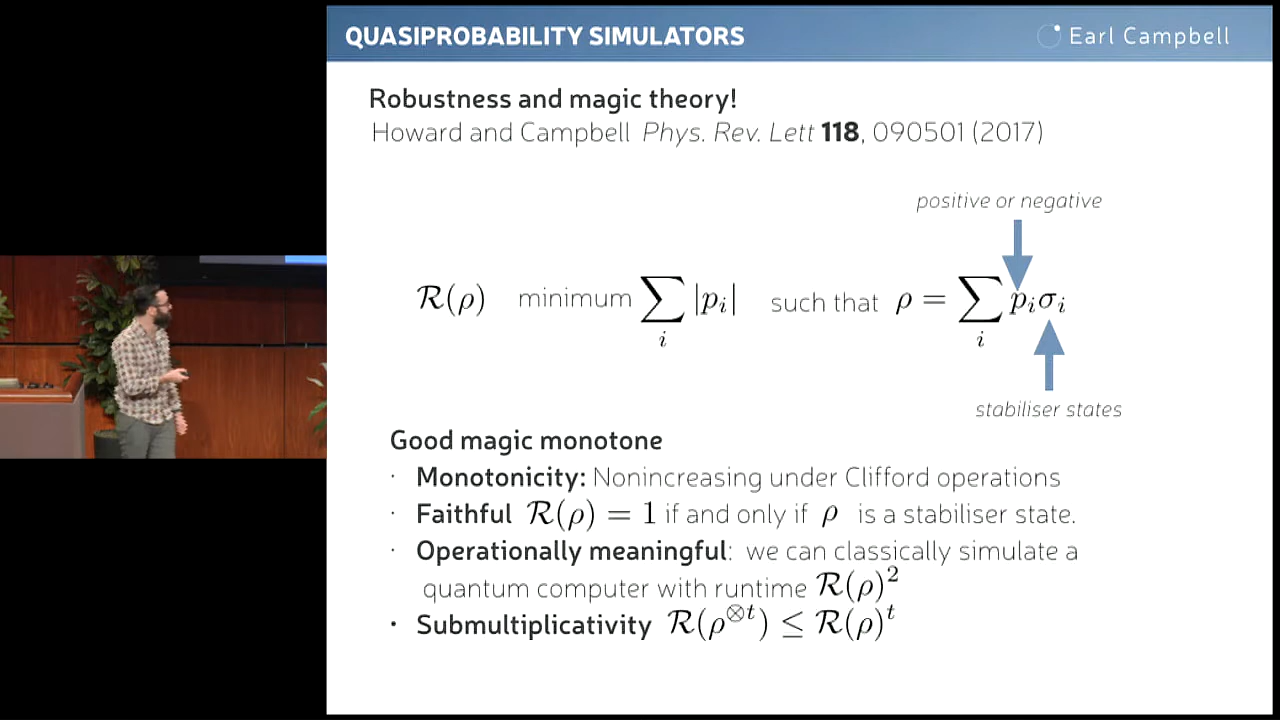 QUASIPROBABILITY SIMULATORS
Earl Campbell
Robustness and magic theory!
Howard and Campbell Phys. Rev. Lett 118, 090501 (2017)
positive or negative
ℛ(ρ) minimum ∑_i |p_i| such that ρ = ∑_i p_i σ_i
stabiliser states
Good magic monotone
· Monotonicity: Nonincreasing under Clifford operations
· Faithful ℛ(ρ) = 1 if and only if ρ is a stabiliser state.
· Operationally meaningful: we can classically simulate a
quantum computer with runtime ℛ(ρ)²
· Submultiplicativity ℛ(ρ^{⊗t}) ≤ ℛ(ρ)^t